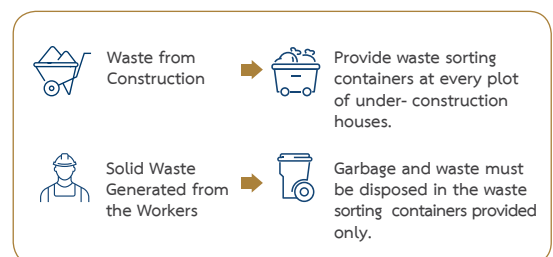 Waste from
Construction
Provide waste sorting
containers at every plot
of under- construction
houses.
Solid Waste
Generated from
the Workers
Garbage and waste must
be disposed in the waste
sorting containers provided
only.